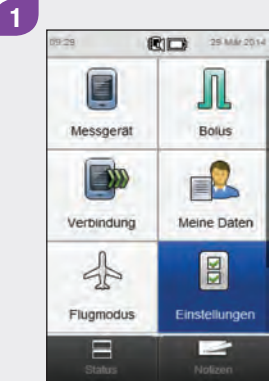 1
09:29 29 Mär 2014
Messgerät Bolus
Verbindung Meine Daten
Flugmodus Einstellungen
Status Notizen